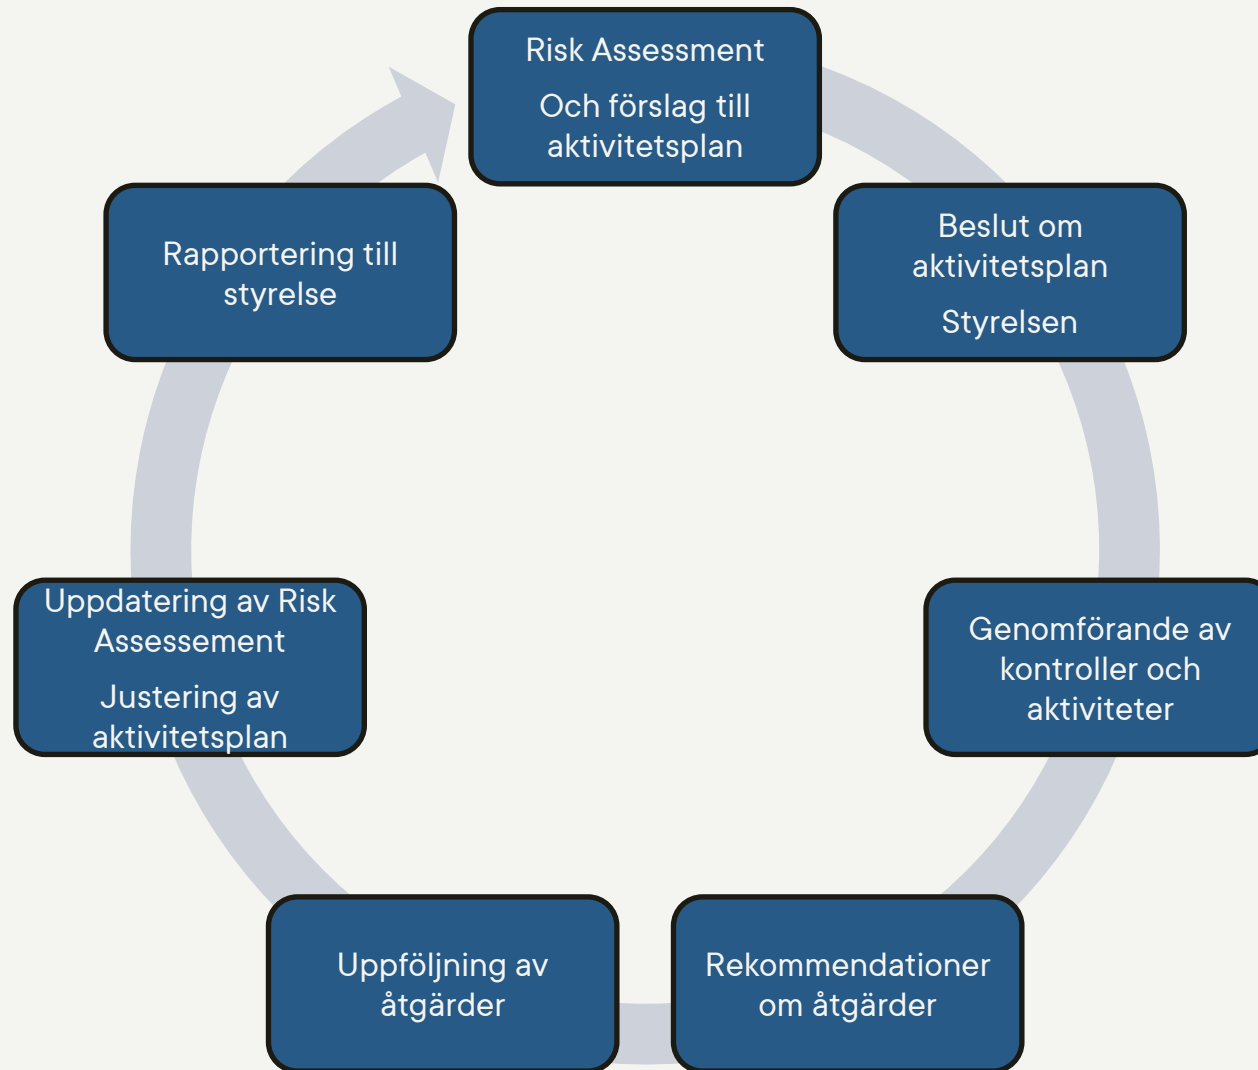 Risk Assessment
Och förslag till
aktivitetsplan
Beslut om
aktivitetsplan
Styrelsen
Genomförande av
kontroller och
aktiviteter
Rekommendationer
om åtgärder
Uppföljning av
åtgärder
Uppdatering av Risk
Assessement
Justering av
aktivitetsplan
Rapportering till
styrelse